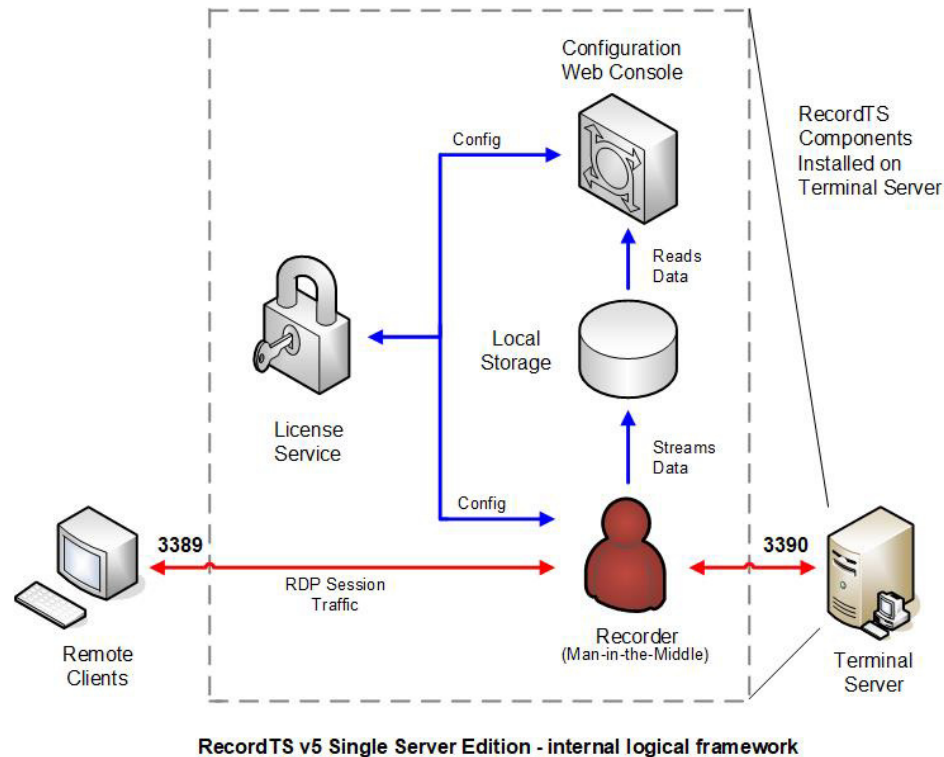 Configuration
Web Console
RecordTS
Components
Installed on
Terminal Server
Config
Reads
Data
Local
Storage
License
Service
Streams
Data
Config
3389
3390
RDP Session
Traffic
Remote
Clients
Recorder
(Man-in-the-Middle)
Terminal
Server
RecordTS v5 Single Server Edition - internal logical framework